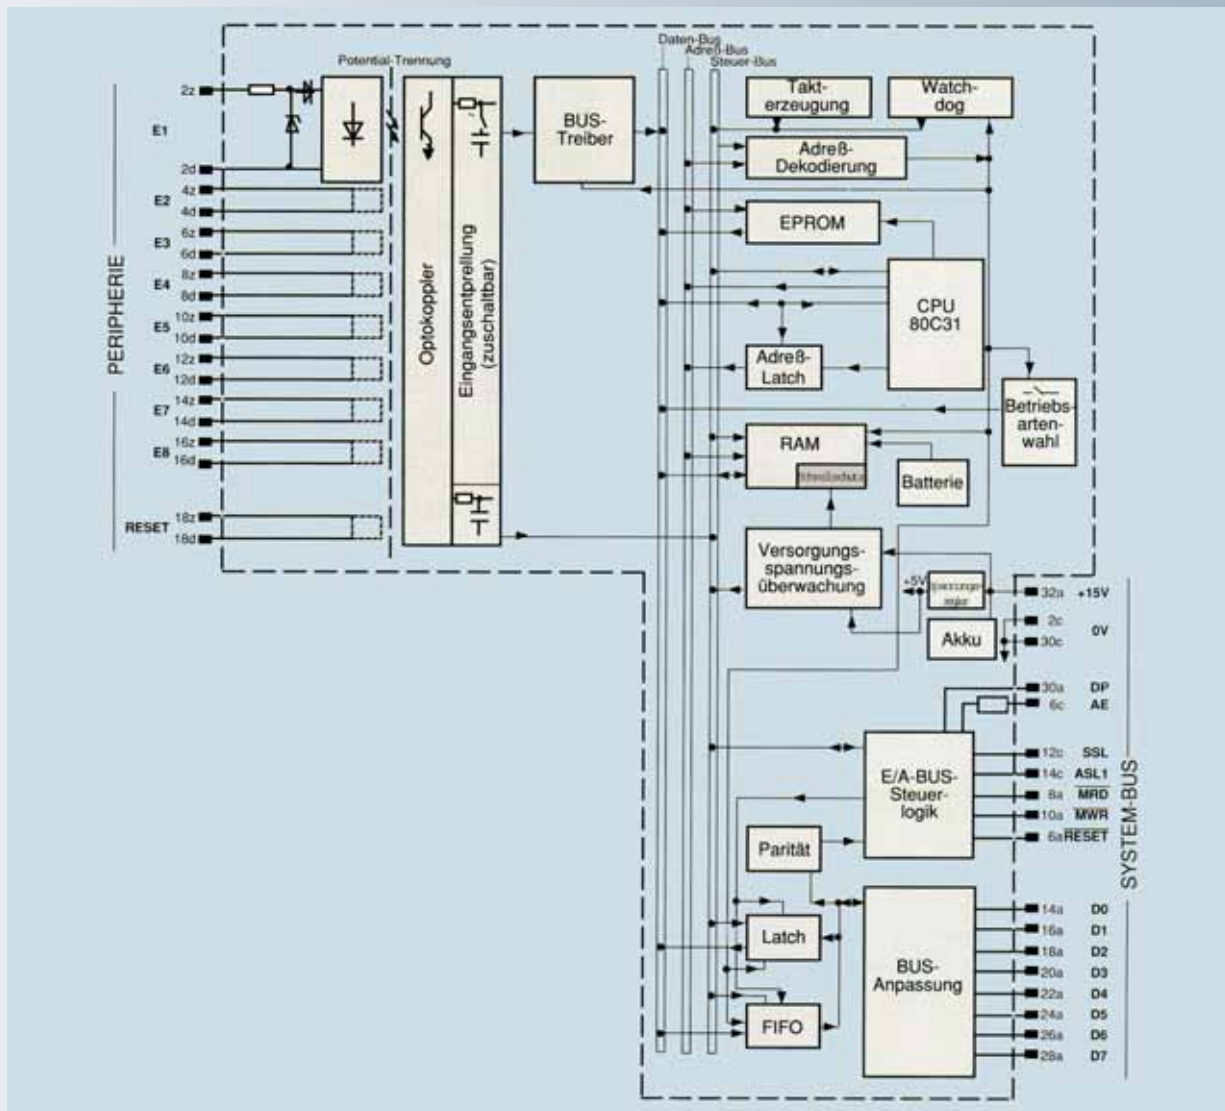 Daten-Bus
Adreß-Bus
Steuer-Bus
Potential-Trennung
PERIPHERIE
2z
E1
2d
4z
E2
4d
6z
E3
6d
8z
E4
8d
10z
E5
10d
12z
E6
12d
14z
E7
14d
16z
E8
16d
18z
RESET
18d
Optokoppler
Eingangsentprellung
(zuschaltbar)
BUS-
Treiber
Takt-
erzeugung
Watch-
dog
Adreß-
Dekodierung
EPROM
CPU
80C31
Adreß-
Latch
Betriebs-
arten-
wahl
RAM
Batterie
Versorgungs-
spannungs-
überwachung
+5V
Akku
32a +15V
2c
0V
30c
30a DP
6c AE
E/A-BUS-
Steuer-
logik
12c SSL
14c ASL1
8a MRD
10a MWR
6a RESET
SYSTEM-BUS
Parität
Latch
FIFO
BUS-
Anpassung
14a D0
16a D1
18a D2
20a D3
22a D4
24a D5
26a D6
28a D7